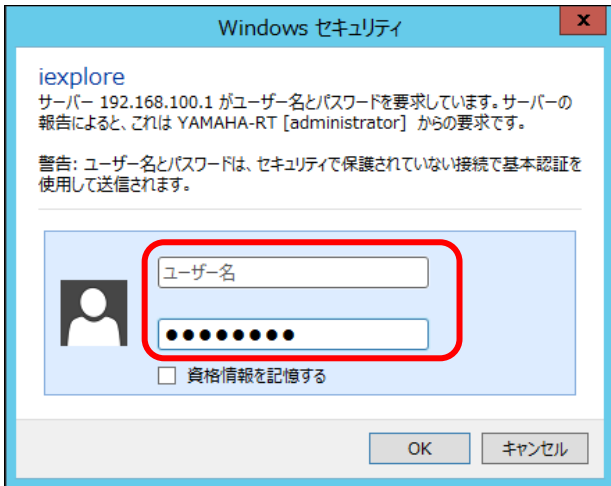 Windows セキュリティ
x
iexplore
サーバー 192.168.100.1 がユーザー名とパスワードを要求しています。サーバーの
報告によると、これは YAMAHA-RT [administrator] からの要求です。
警告: ユーザー名とパスワードは、セキュリティで保護されていない接続で基本認証を
使用して送信されます。
ユーザー名
●●●●●●●●
資格情報を記憶する
OK キャンセル